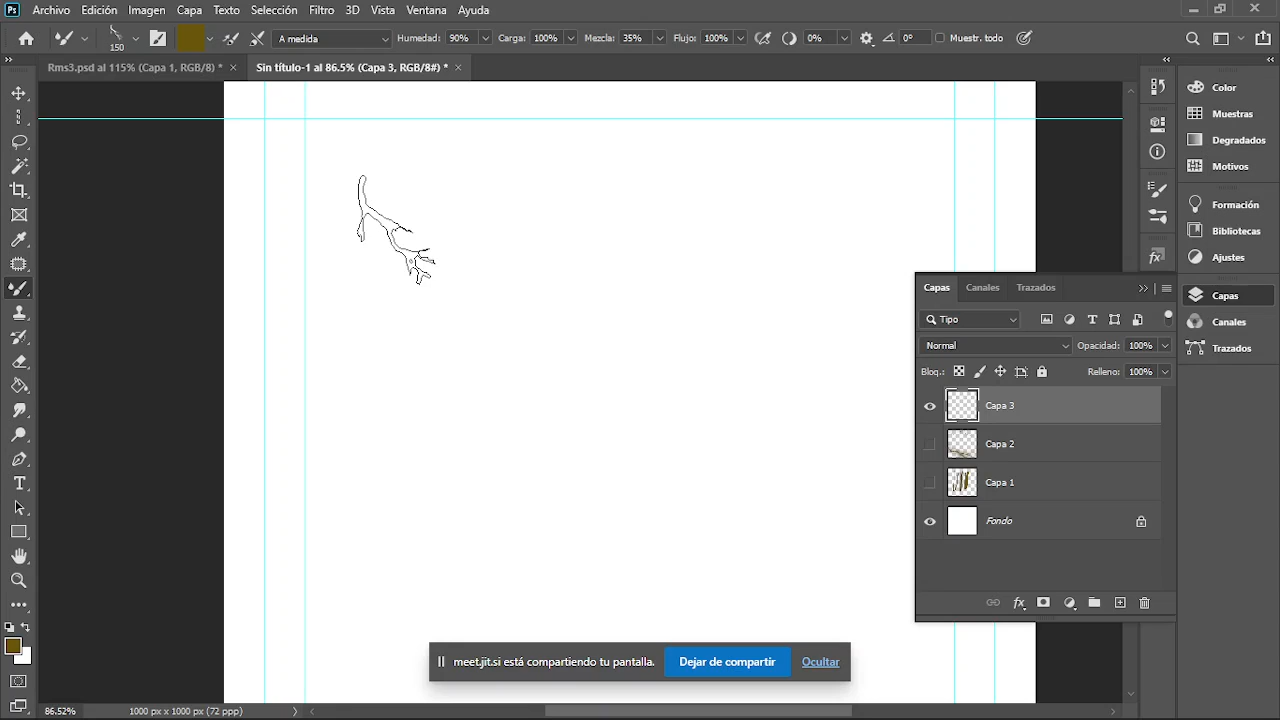 Ps Archivo Edición Imagen Capa Texto Selección Filtro 3D Vista Ventana Ayuda
150 A medida Humedad: 90% Carga: 100% Mezcla: 35% Flujo: 100% 0% 0° Muestr. todo
Rms3.psd al 115% (Capa 1, RGB/8) * × Sin título-1 al 86.5% (Capa 3, RGB/8#) * ×
Color
Muestras
Degradados
Motivos
Formación
Bibliotecas
Ajustes
Capas
Canales
Trazados
Capas Canales Trazados
Tipo
Normal Opacidad: 100%
Bloq.: Relleno: 100%
Capa 3
Capa 2
Capa 1
Fondo
fx
meet.jit.si está compartiendo tu pantalla. Dejar de compartir Ocultar
86.52% 1000 px x 1000 px (72 ppp)